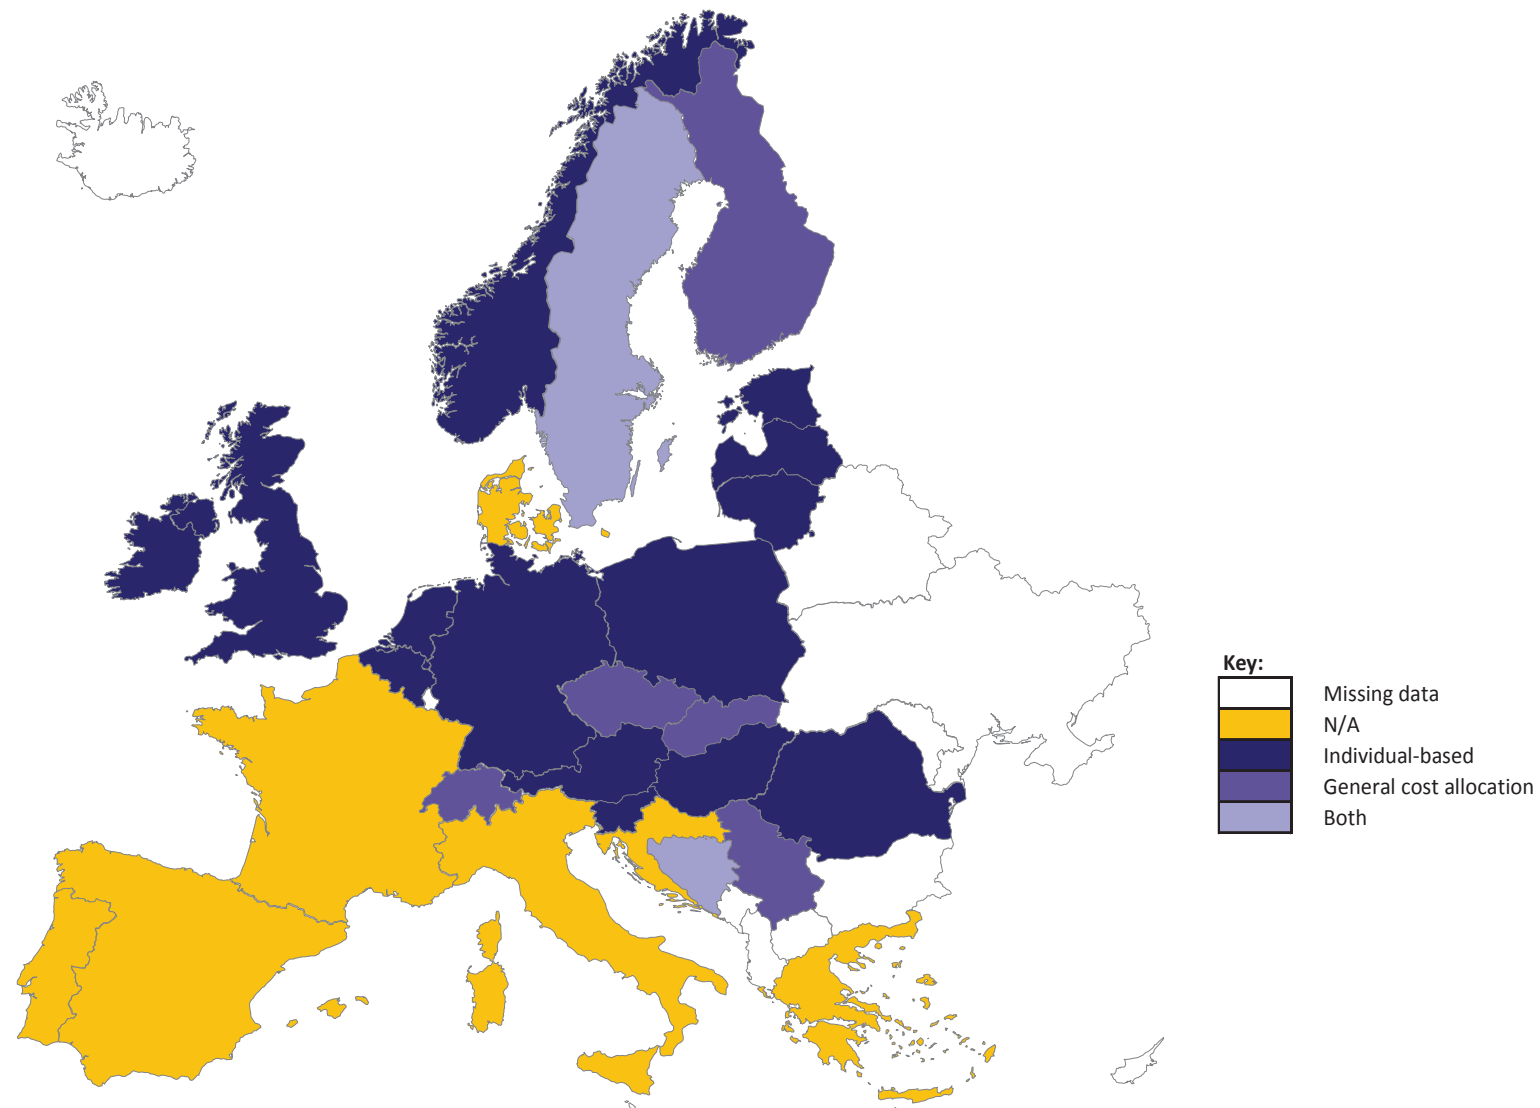 Key:
Missing data
N/A
Individual-based
General cost allocation
Both